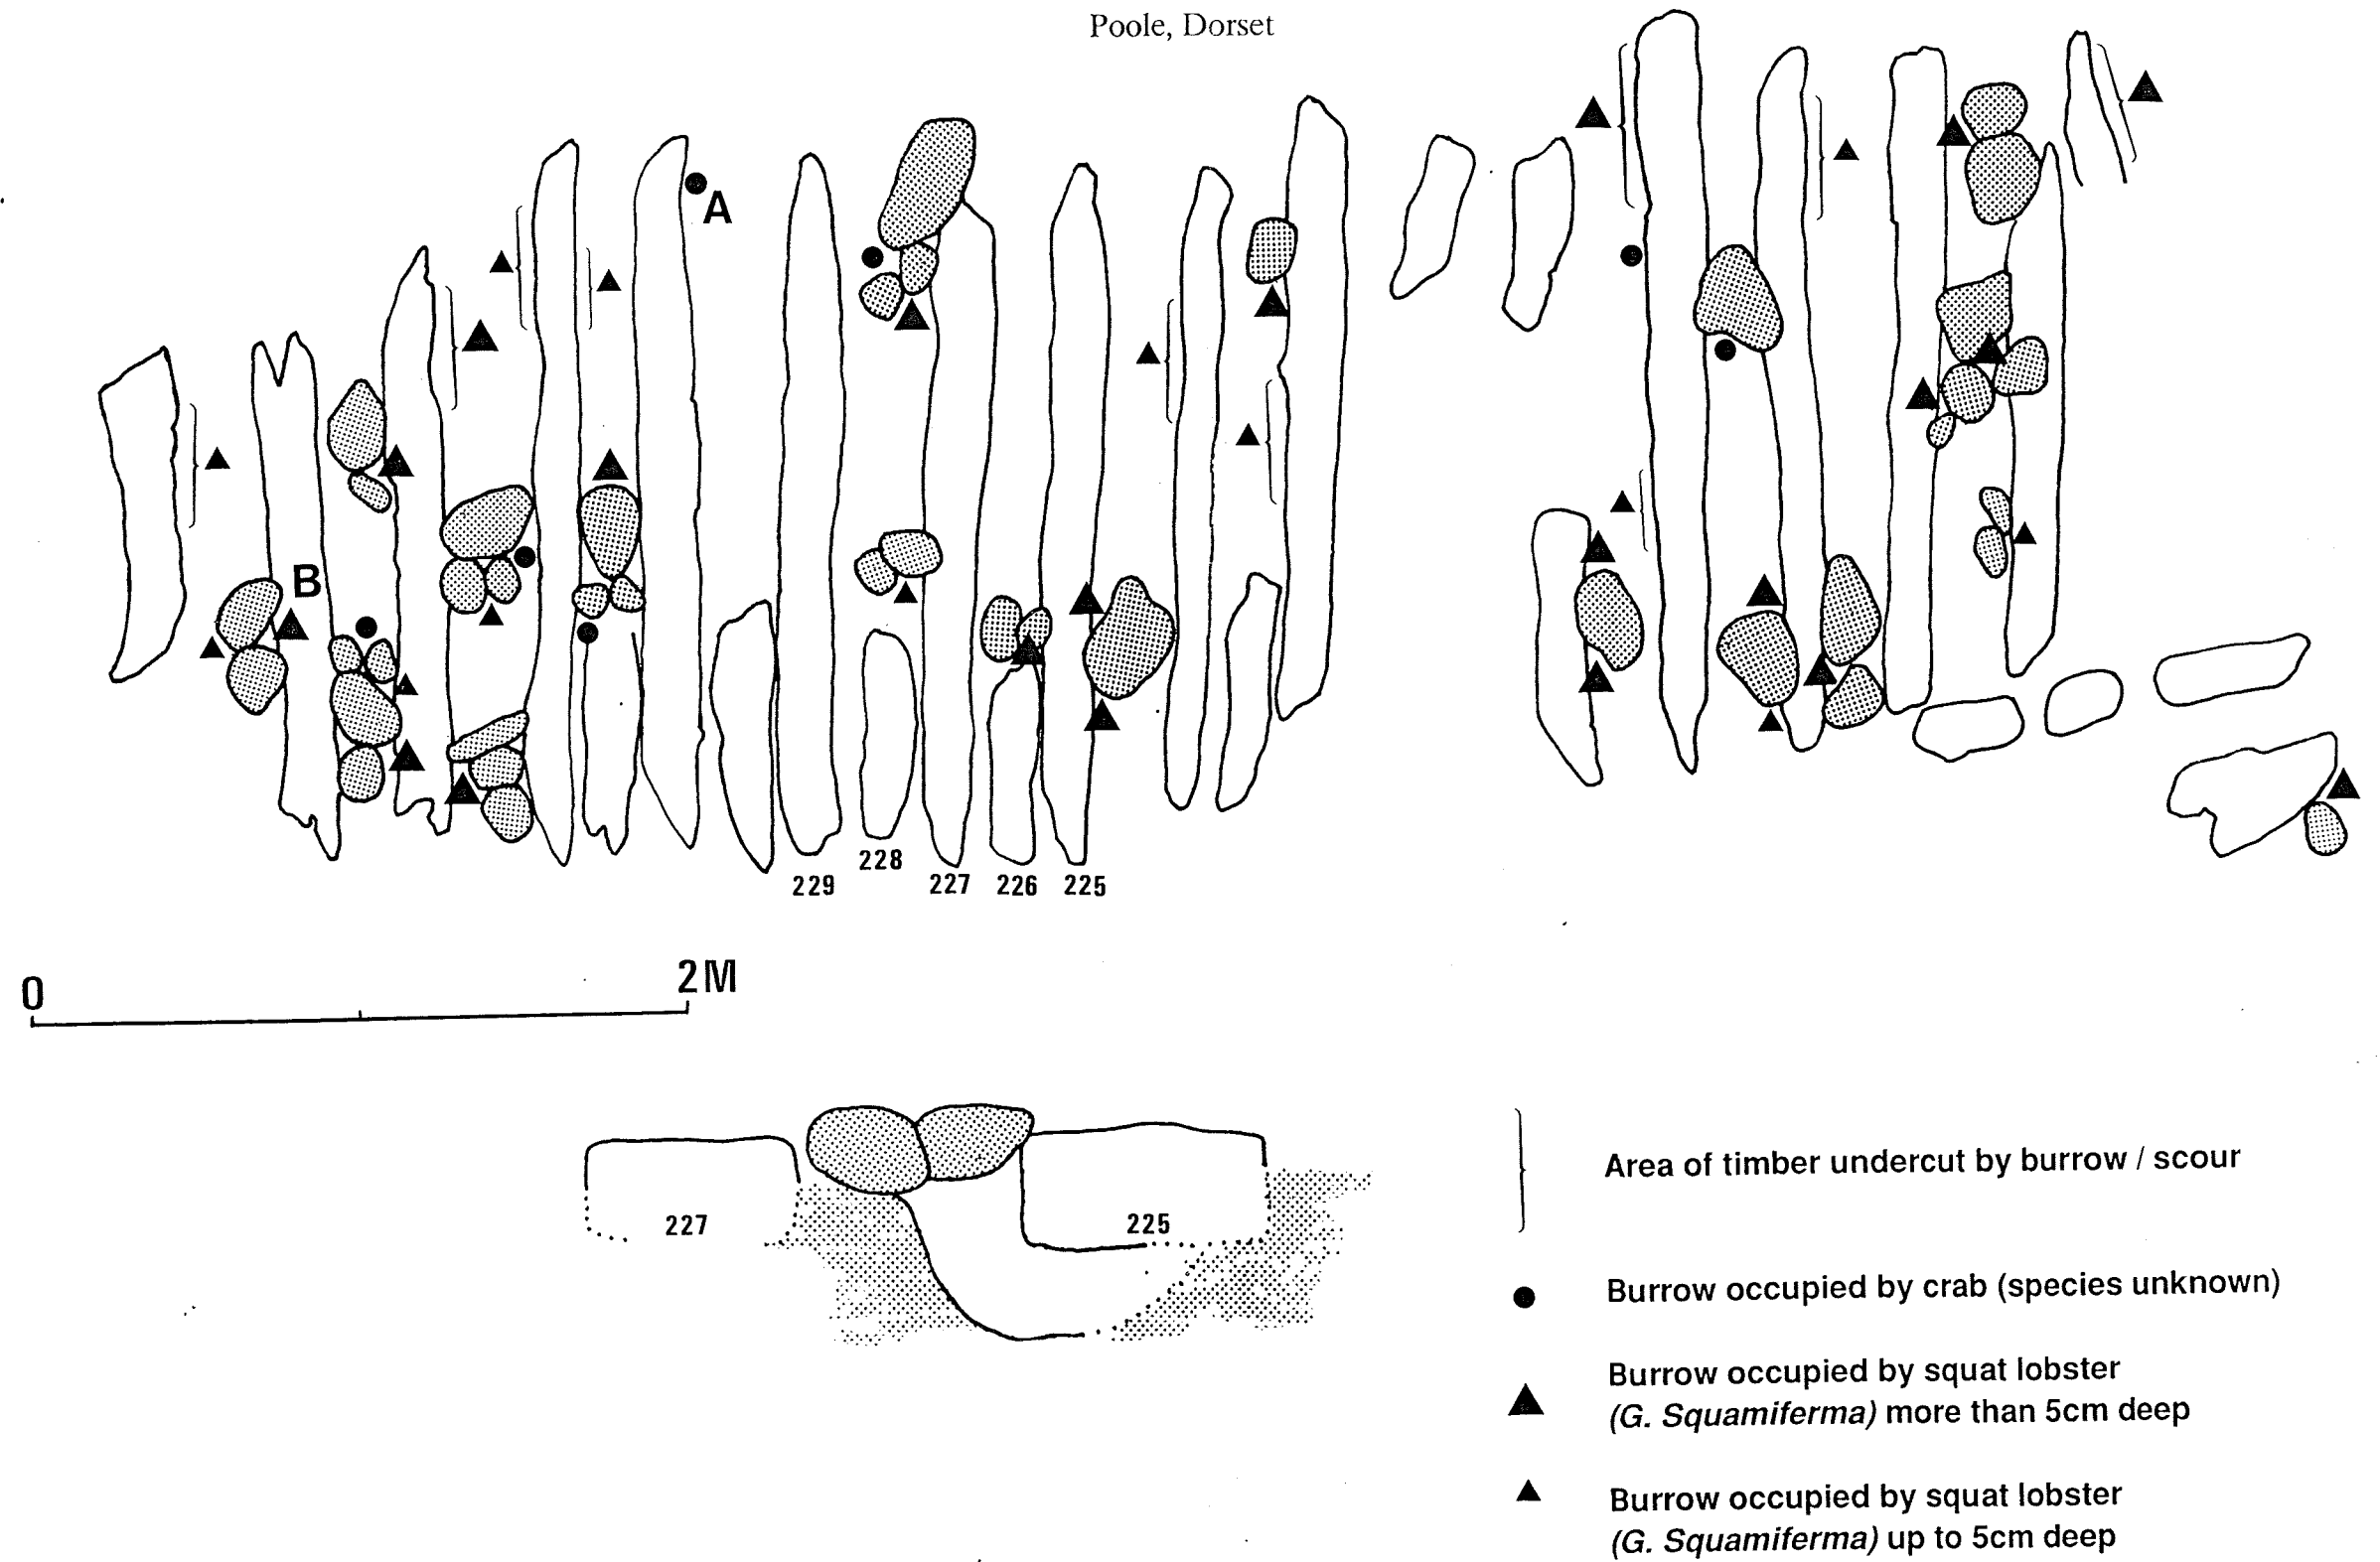 Poole, Dorset
A
B
228
229
227
226
225
0
2M
227
225
Area of timber undercut by burrow / scour
Burrow occupied by crab (species unknown)
Burrow occupied by squat lobster
(G. Squamiferma) more than 5cm deep
Burrow occupied by squat lobster
(G. Squamiferma) up to 5cm deep